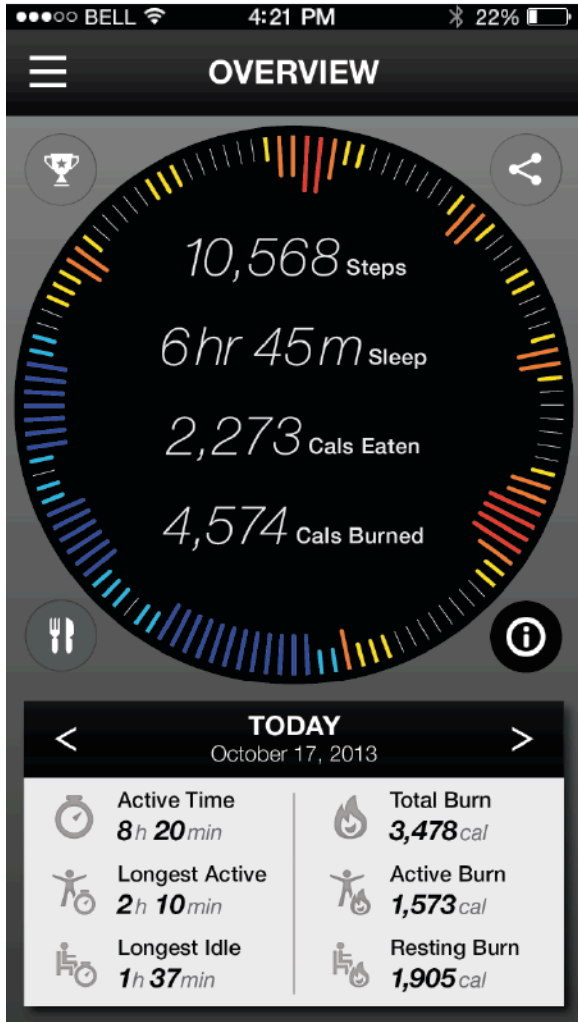 BELL 4:21 PM 22%
OVERVIEW
10,568 Steps
6hr 45m Sleep
2,273 Cals Eaten
4,574 Cals Burned
< TODAY >
October 17, 2013
Active Time
8h 20min
Total Burn
3,478cal
Longest Active
2h 10min
Active Burn
1,573cal
Longest Idle
1h 37min
Resting Burn
1,905cal